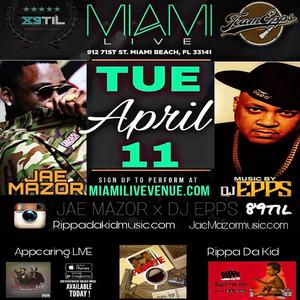 89TIL
MIAMI
LIVE
Team Epps
912 71ST ST. MIAMI BEACH, FL 33141
TUE
April
11
SIGN UP TO PERFORM AT
MIAMILIVEVENUE.COM
JAE
MAZOR
MUSIC BY
DJ EPPS
JAE MAZOR x DJ EPPS 89TIL
Rippadakidmusic.com JaeMazormusic.com
Appearing LIVE
Rippa Da Kid
AVAILABLE
TODAY!